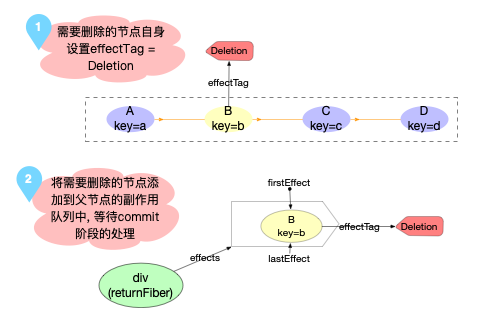 1
需要删除的节点自身
设置effectTag =
Deletion
Deletion
effectTag
A
key=a
B
key=b
C
key=c
D
key=d
2
将需要删除的节点添
加到父节点的副作用
队列中, 等待commit
阶段的处理
firstEffect
B
key=b
effectTag
Deletion
lastEffect
effects
div
(returnFiber)